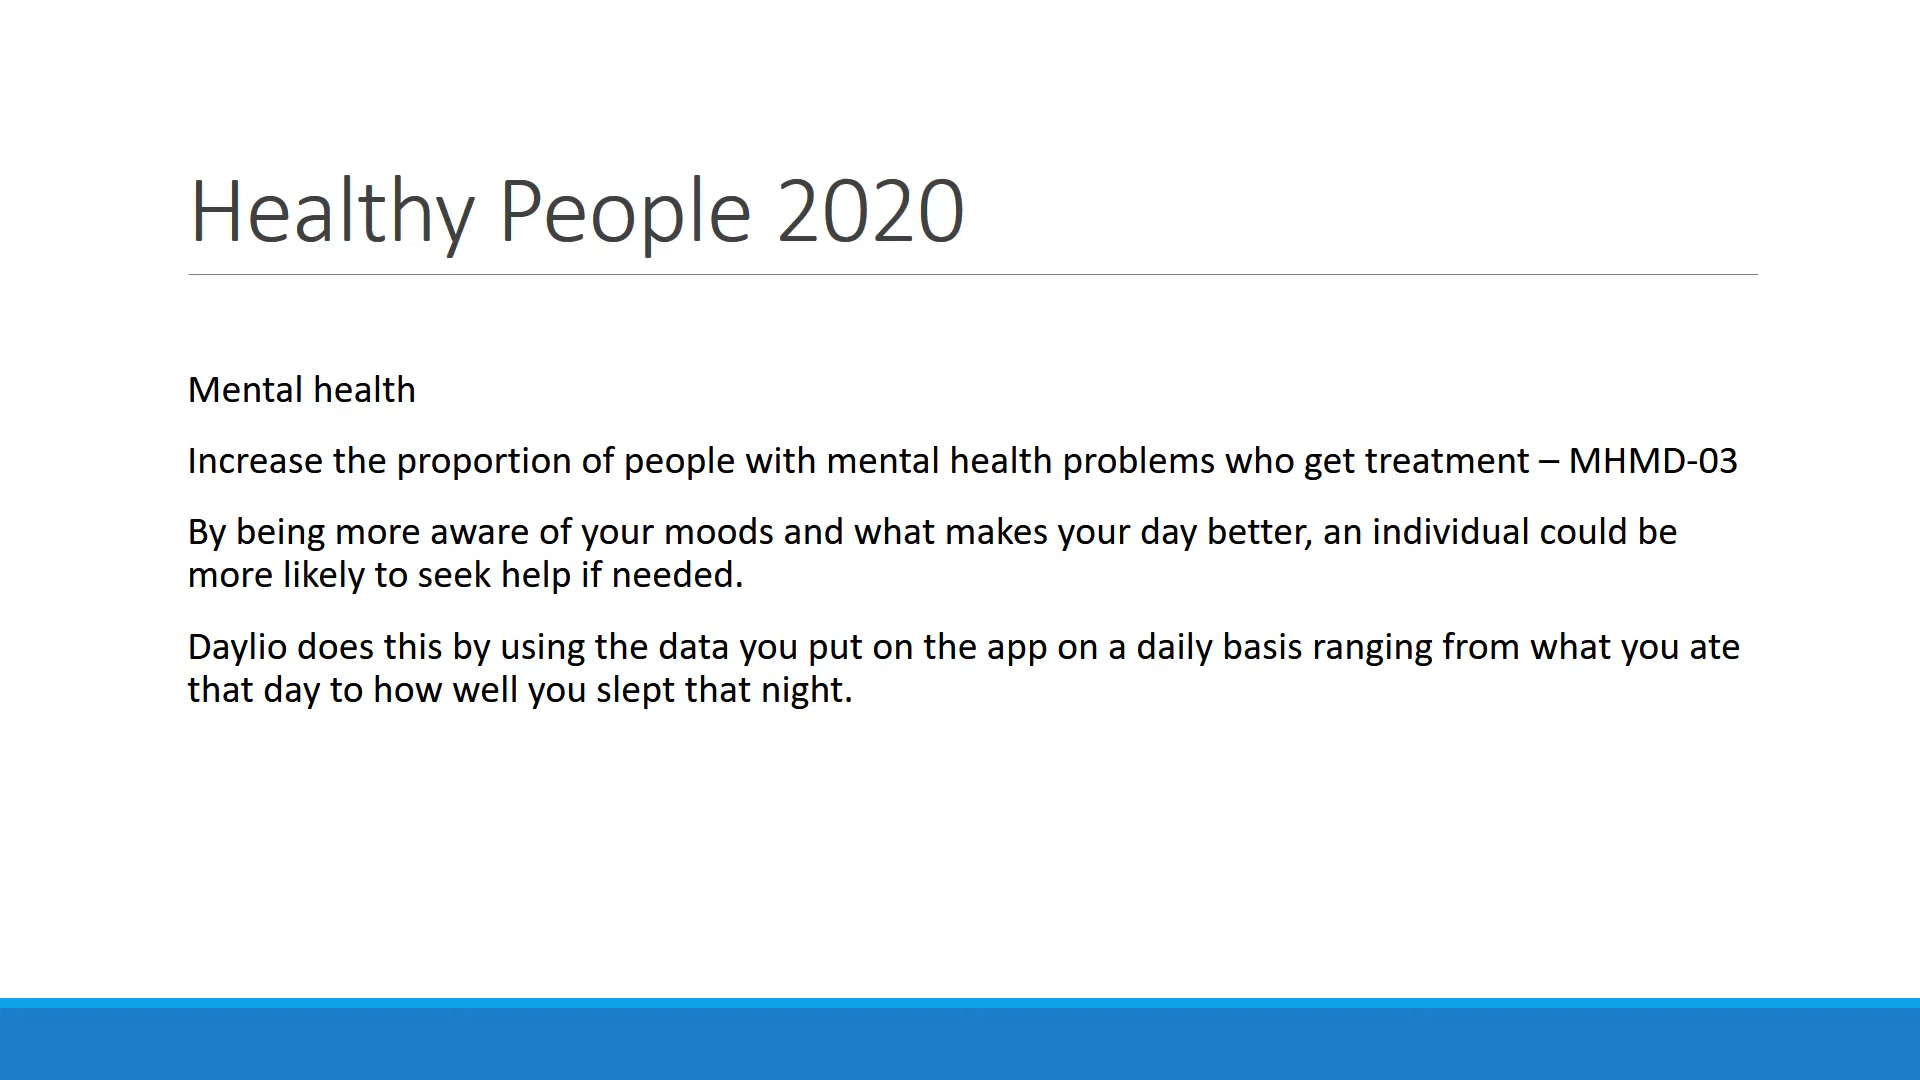 Healthy People 2020
Mental health
Increase the proportion of people with mental health problems who get treatment – MHMD-03
By being more aware of your moods and what makes your day better, an individual could be
more likely to seek help if needed.
Daylio does this by using the data you put on the app on a daily basis ranging from what you ate
that day to how well you slept that night.